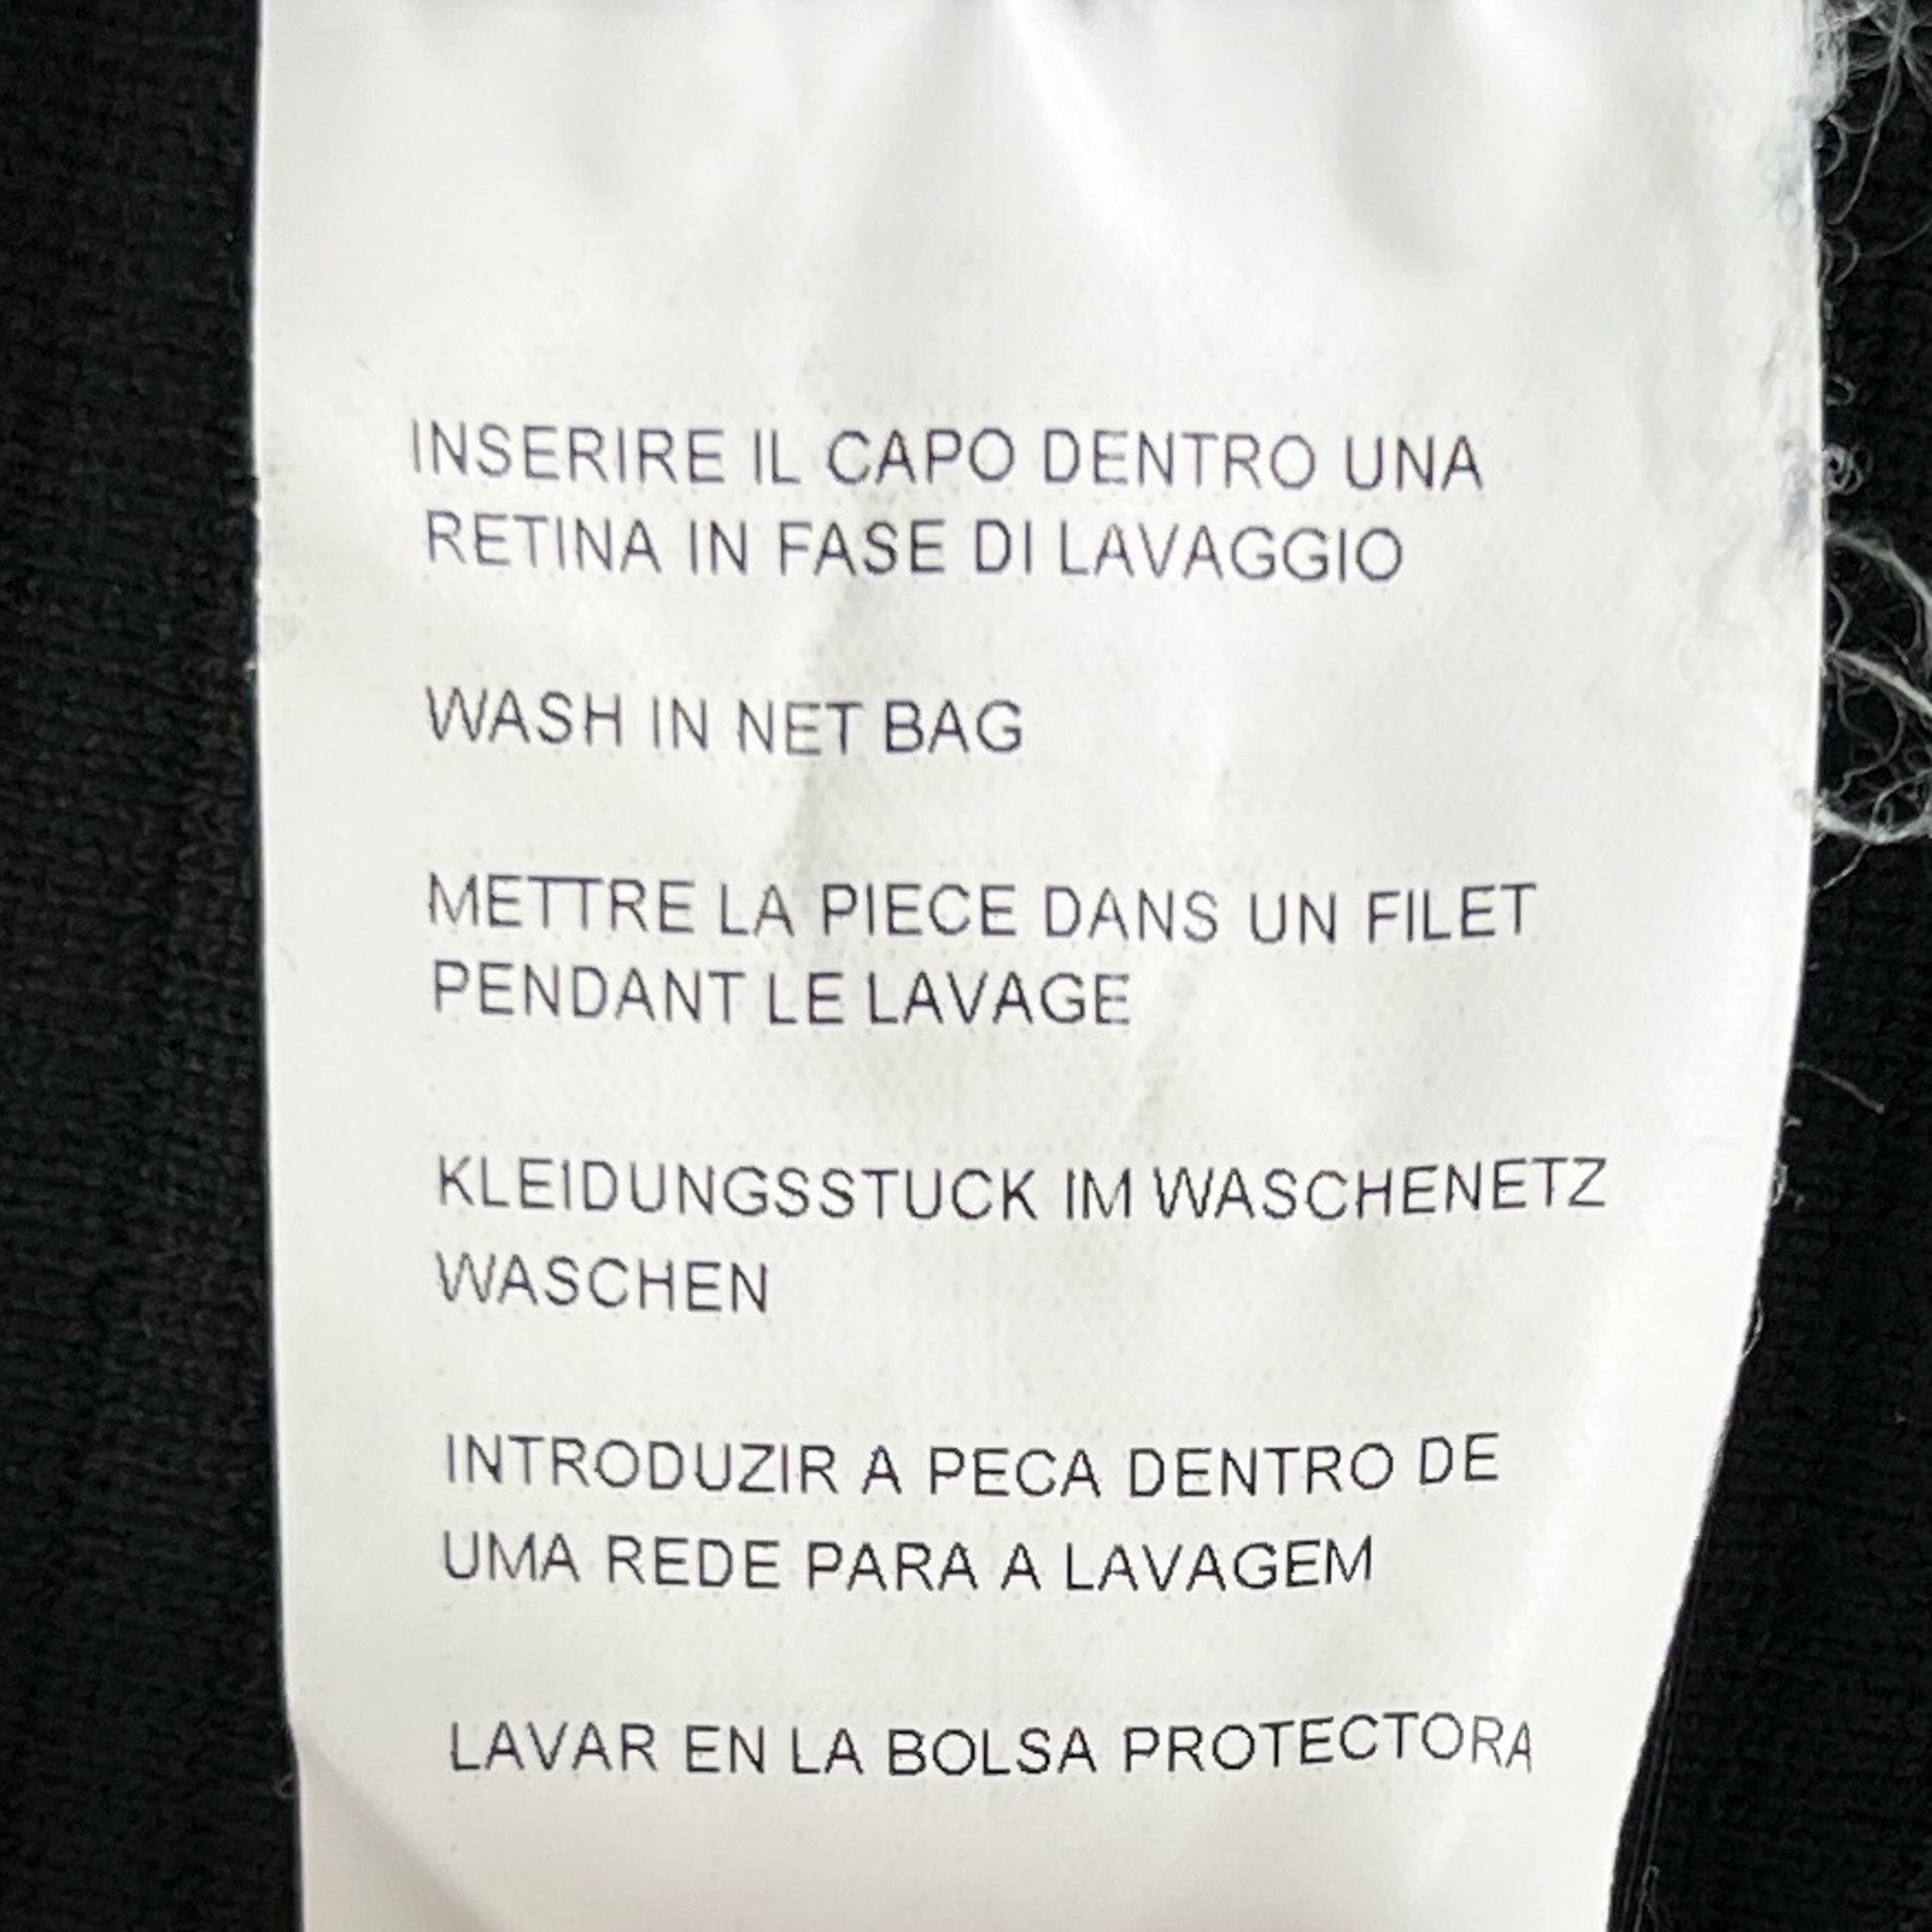 INSERIRE IL CAPO DENTRO UNA
RETINA IN FASE DI LAVAGGIO
WASH IN NET BAG
METTRE LA PIECE DANS UN FILET
PENDANT LE LAVAGE
KLEIDUNGSSTUCK IM WASCHENETZ
WASCHEN
INTRODUZIR A PECA DENTRO DE
UMA REDE PARA A LAVAGEM
LAVAR EN LA BOLSA PROTECTORA